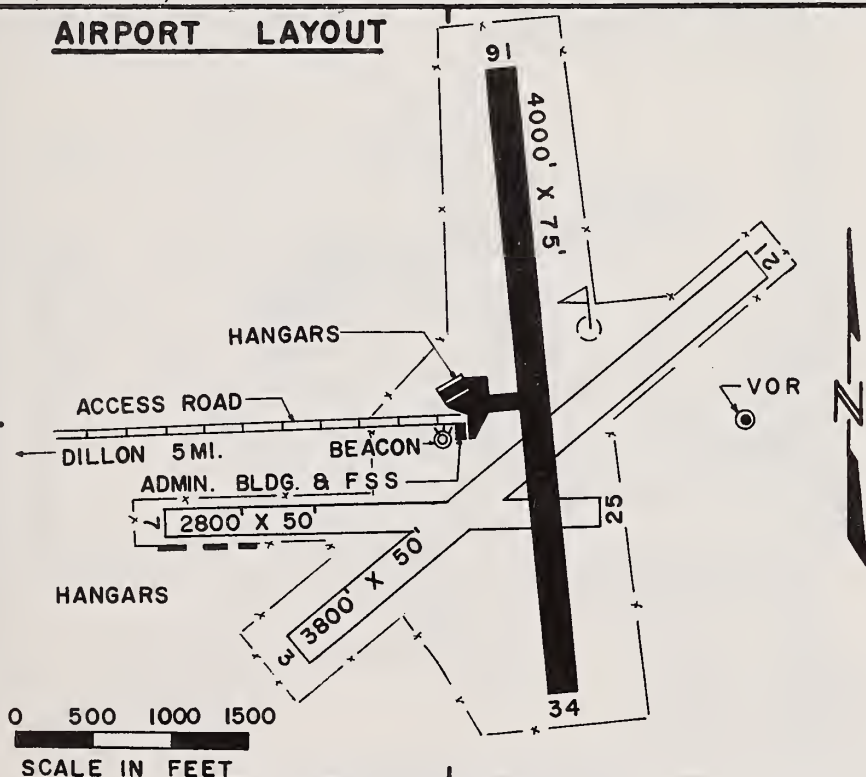 AIRPORT LAYOUT
16
4000' X 75'
21
HANGARS
VOR
ACCESS ROAD
N
DILLON 5 MI.
BEACON
ADMIN. BLDG. & FSS
7
2800' X 50'
25
HANGARS
3800' X 50'
3
34
0 500 1000 1500
SCALE IN FEET